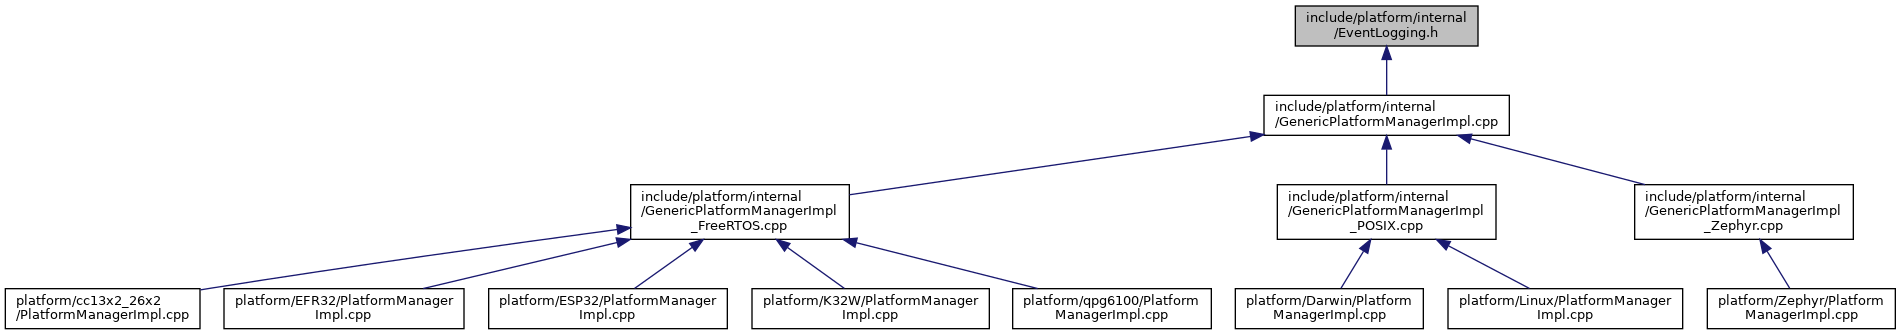 include/platform/internal
/EventLogging.h
include/platform/internal
/GenericPlatformManagerImpl.cpp
include/platform/internal
/GenericPlatformManagerImpl
_FreeRTOS.cpp
include/platform/internal
/GenericPlatformManagerImpl
_POSIX.cpp
include/platform/internal
/GenericPlatformManagerImpl
_Zephyr.cpp
platform/cc13x2_26x2
/PlatformManagerImpl.cpp
platform/EFR32/PlatformManager
Impl.cpp
platform/ESP32/PlatformManager
Impl.cpp
platform/K32W/PlatformManager
Impl.cpp
platform/qpg6100/Platform
ManagerImpl.cpp
platform/Darwin/Platform
ManagerImpl.cpp
platform/Linux/PlatformManager
Impl.cpp
platform/Zephyr/Platform
ManagerImpl.cpp